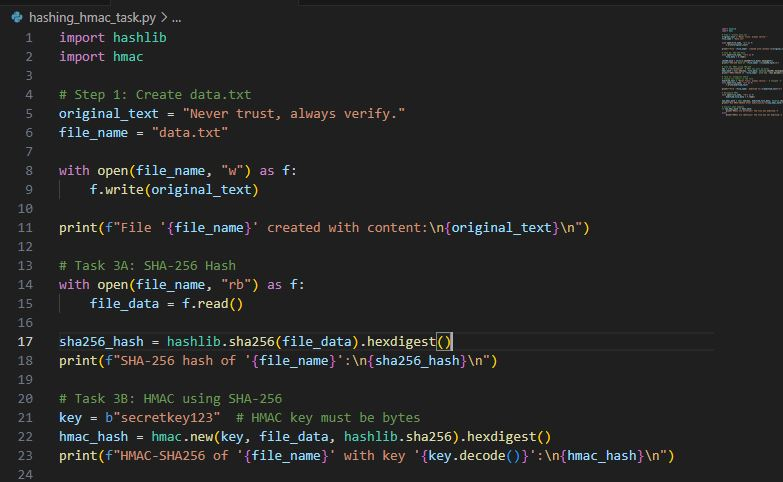 hashing_hmac_task.py > ...
1 import hashlib
2 import hmac
3
4 # Step 1: Create data.txt
5 original_text = "Never trust, always verify."
6 file_name = "data.txt"
7
8 with open(file_name, "w") as f:
9     f.write(original_text)
10
11 print(f"File '{file_name}' created with content:\n{original_text}\n")
12
13 # Task 3A: SHA-256 Hash
14 with open(file_name, "rb") as f:
15     file_data = f.read()
16
17 sha256_hash = hashlib.sha256(file_data).hexdigest()
18 print(f"SHA-256 hash of '{file_name}':\n{sha256_hash}\n")
19
20 # Task 3B: HMAC using SHA-256
21 key = b"secretkey123"  # HMAC key must be bytes
22 hmac_hash = hmac.new(key, file_data, hashlib.sha256).hexdigest()
23 print(f"HMAC-SHA256 of '{file_name}' with key '{key.decode()}':\n{hmac_hash}\n")
24